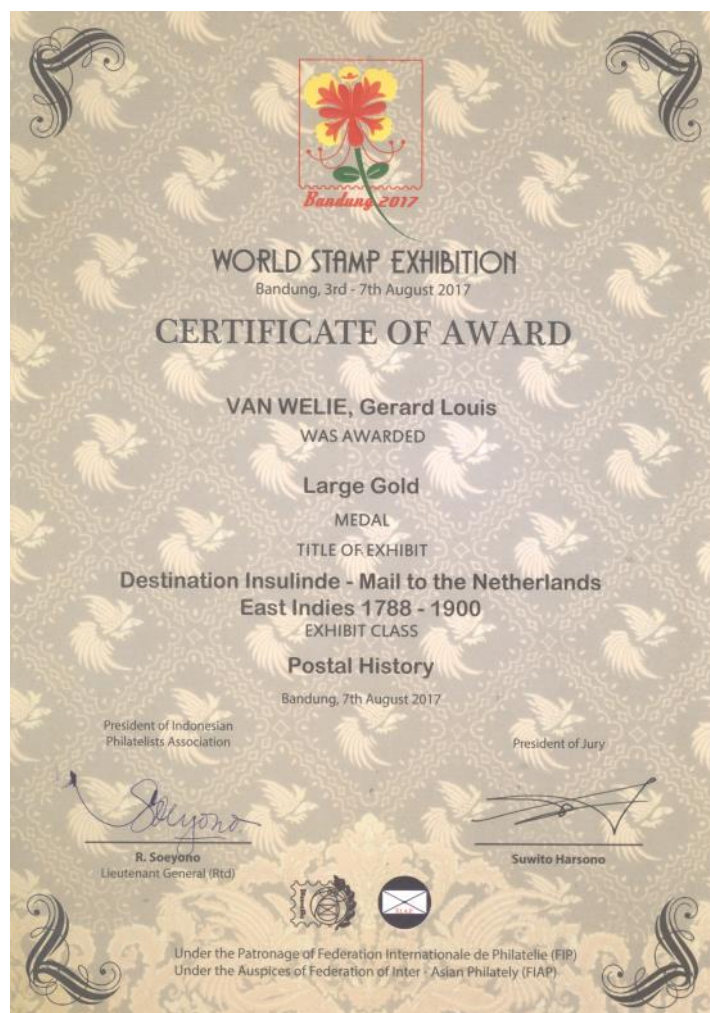 Bandung 2017
WORLD STAMP EXHIBITION
Bandung, 3rd - 7th August 2017
CERTIFICATE OF AWARD
VAN WELIE, Gerard Louis
WAS AWARDED
Large Gold
MEDAL
TITLE OF EXHIBIT
Destination Insulinde - Mail to the Netherlands
East Indies 1788 - 1900
EXHIBIT CLASS
Postal History
Bandung, 7th August 2017
President of Indonesian
Philatelists Association
Soeyono
R. Soeyono
Lieutenant General (Rtd)
President of Jury
Suwito Harsono
Under the Patronage of Federation Internationale de Philatelie (FIP)
Under the Auspices of Federation of Inter - Asian Philately (FIAP)